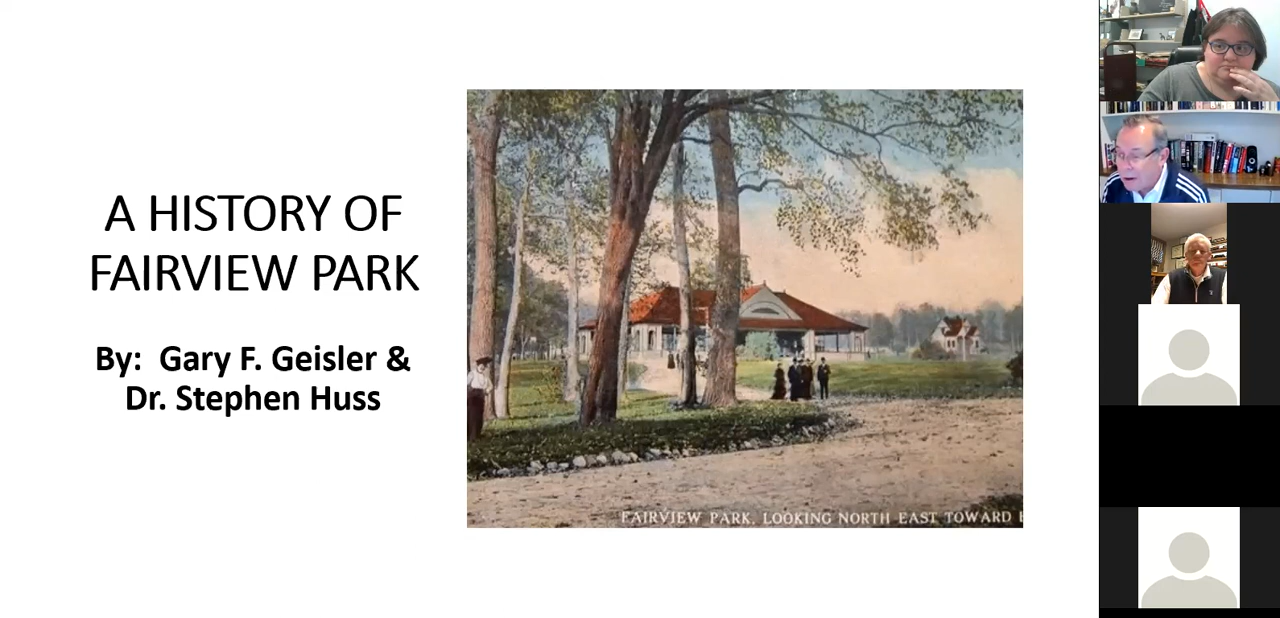 A HISTORY OF
FAIRVIEW PARK
By:  Gary F. Geisler &
Dr. Stephen Huss
FAIRVIEW PARK, LOOKING NORTH EAST TOWARD